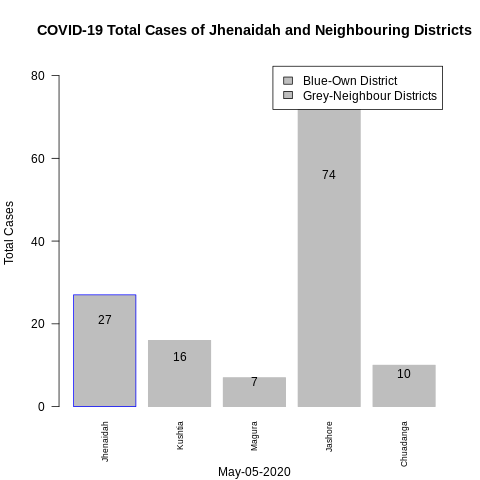 COVID-19 Total Cases of Jhenaidah and Neighbouring Districts
Blue-Own District
Grey-Neighbour Districts
Total Cases
80
60
40
20
0
27
16
7
74
10
Jhenaidah
Kushtia
Magura
Jashore
Chuadanga
May-05-2020